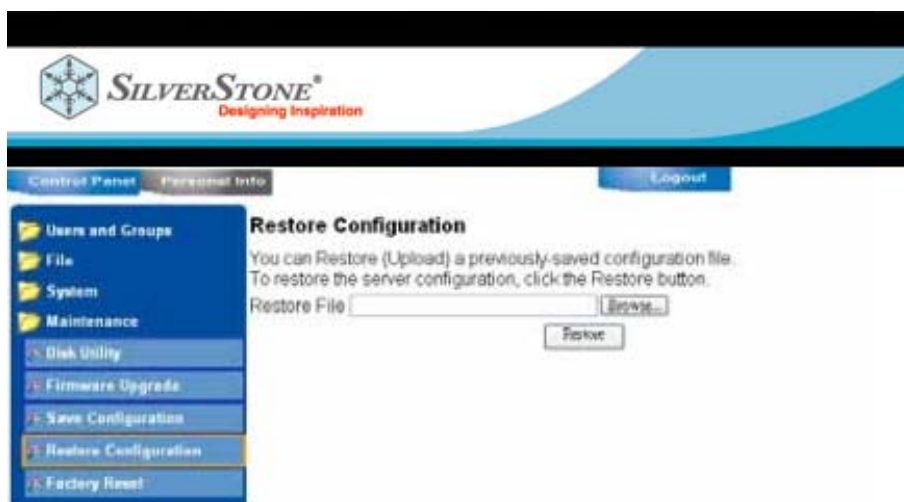 SILVERSTONE®
Designing Inspiration
Control Panel
Personal Info
Logout
Users and Groups
File
System
Maintenance
Disk Utility
Firmware Upgrade
Save Configuration
Restore Configuration
Factory Reset
Restore Configuration
You can Restore (Upload) a previously-saved configuration file.
To restore the server configuration, click the Restore button.
Restore File
Browse...
Restore